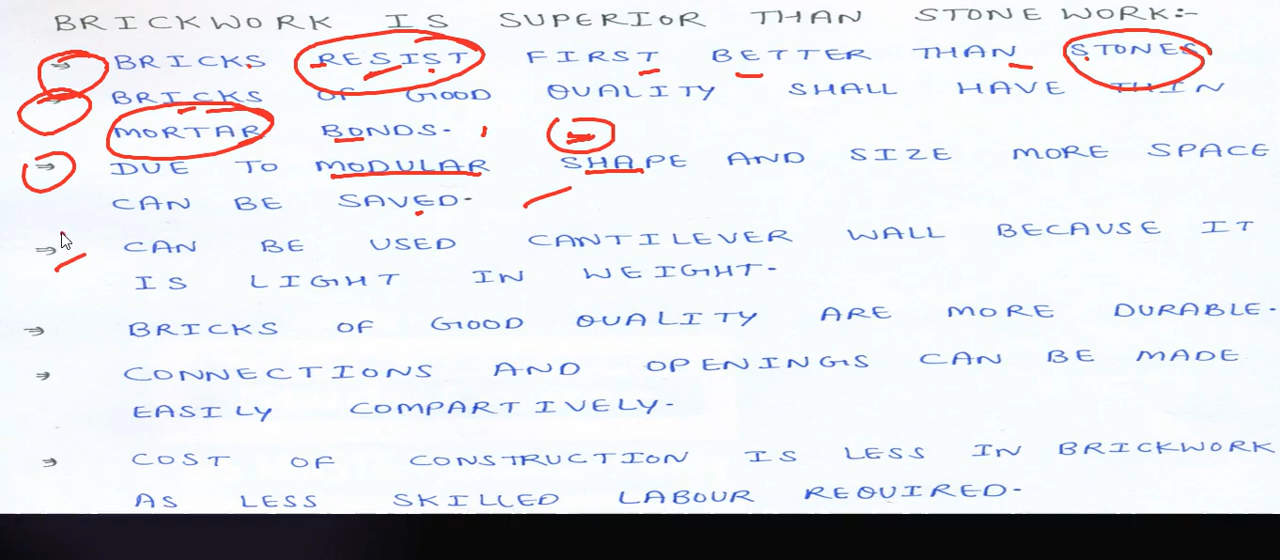 BRICKWORK IS SUPERIOR THAN STONE WORK:-
⇒ BRICKS RESIST FIRST BETTER THAN STONES
⇒ BRICKS OF GOOD QUALITY SHALL HAVE THIN
MORTAR BONDS.
⇒ DUE TO MODULAR SHAPE AND SIZE MORE SPACE
CAN BE SAVED.
⇒ CAN BE USED CANTILEVER WALL BECAUSE IT
IS LIGHT IN WEIGHT.
⇒ BRICKS OF GOOD QUALITY ARE MORE DURABLE.
⇒ CONNECTIONS AND OPENINGS CAN BE MADE
EASILY COMPARTIVELY.
⇒ COST OF CONSTRUCTION IS LESS IN BRICKWORK
AS LESS SKILLED LABOUR REQUIRED.